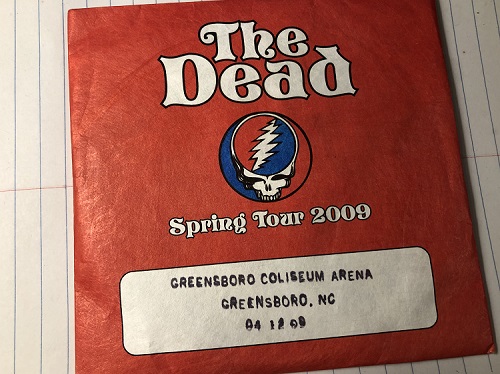 The
Dead
Spring Tour 2009
GREENSBORO COLISEUM ARENA
GREENSBORO, NC
04 12 09